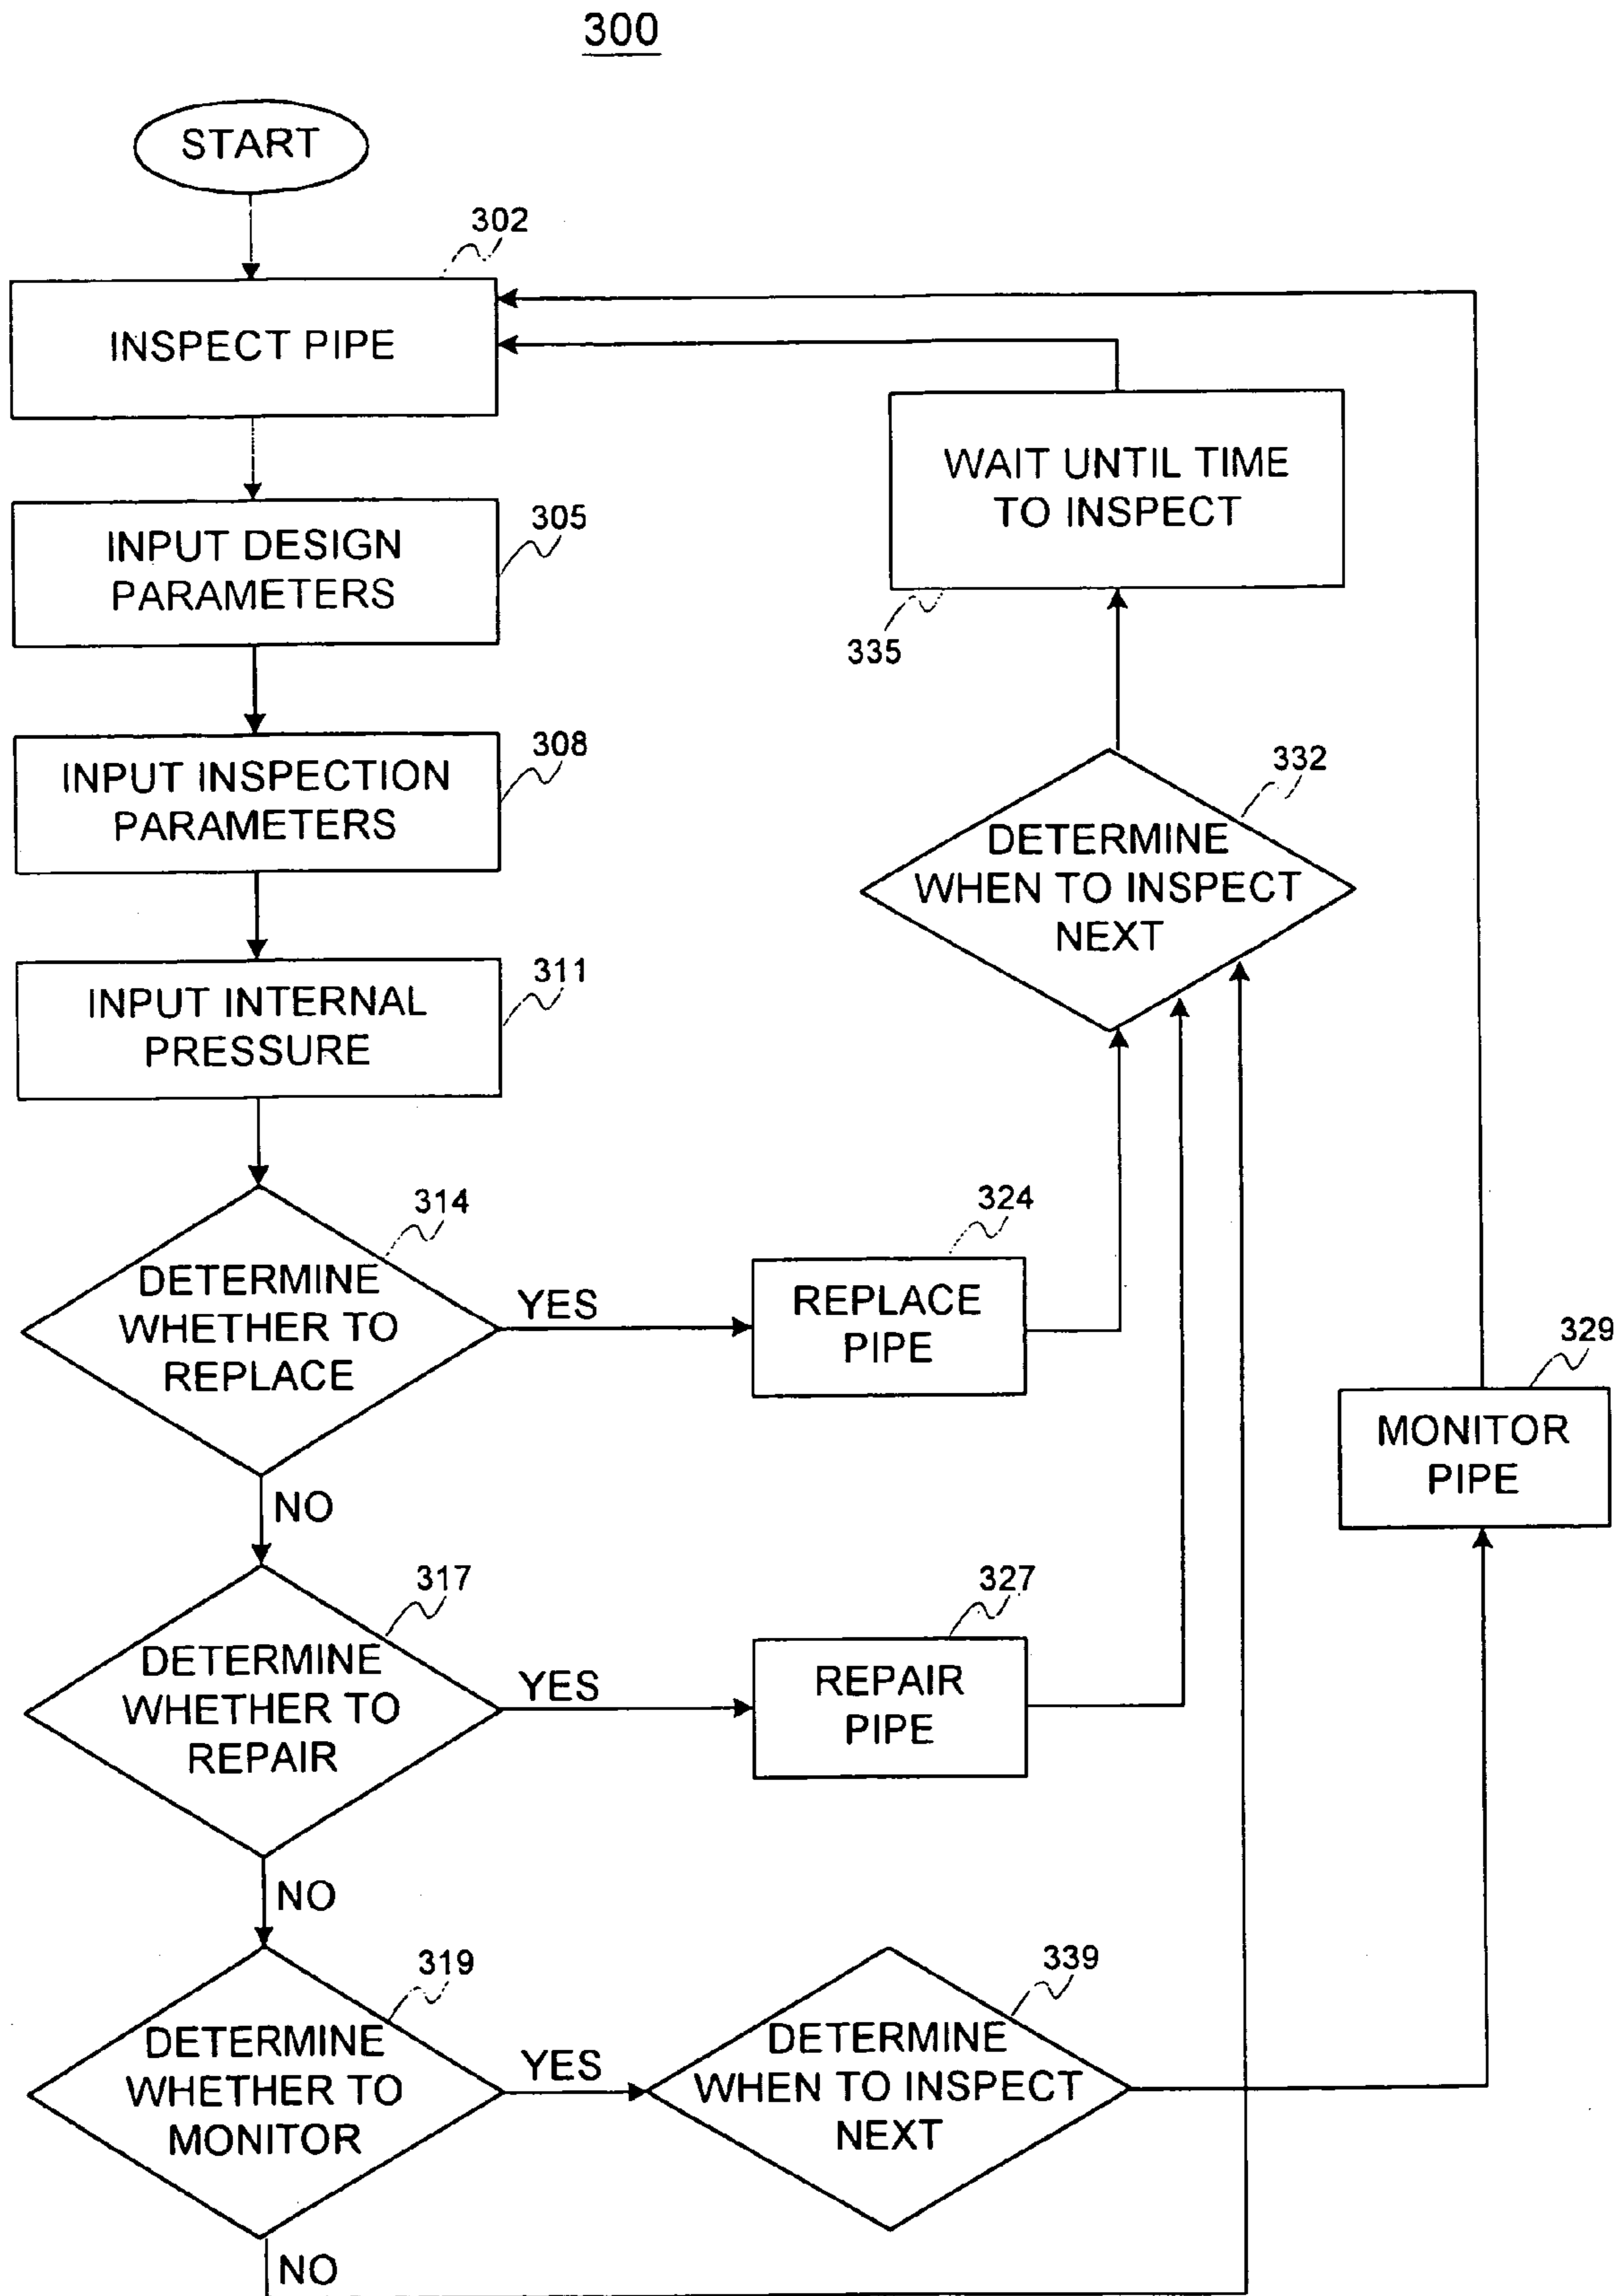 300
START
302
INSPECT PIPE
WAIT UNTIL TIME
TO INSPECT
335
305
INPUT DESIGN
PARAMETERS
308
INPUT INSPECTION
PARAMETERS
332
DETERMINE
WHEN TO INSPECT
NEXT
311
INPUT INTERNAL
PRESSURE
314
DETERMINE
WHETHER TO
REPLACE
YES
324
REPLACE
PIPE
329
MONITOR
PIPE
NO
317
DETERMINE
WHETHER TO
REPAIR
YES
327
REPAIR
PIPE
NO
319
DETERMINE
WHETHER TO
MONITOR
YES
339
DETERMINE
WHEN TO INSPECT
NEXT
NO